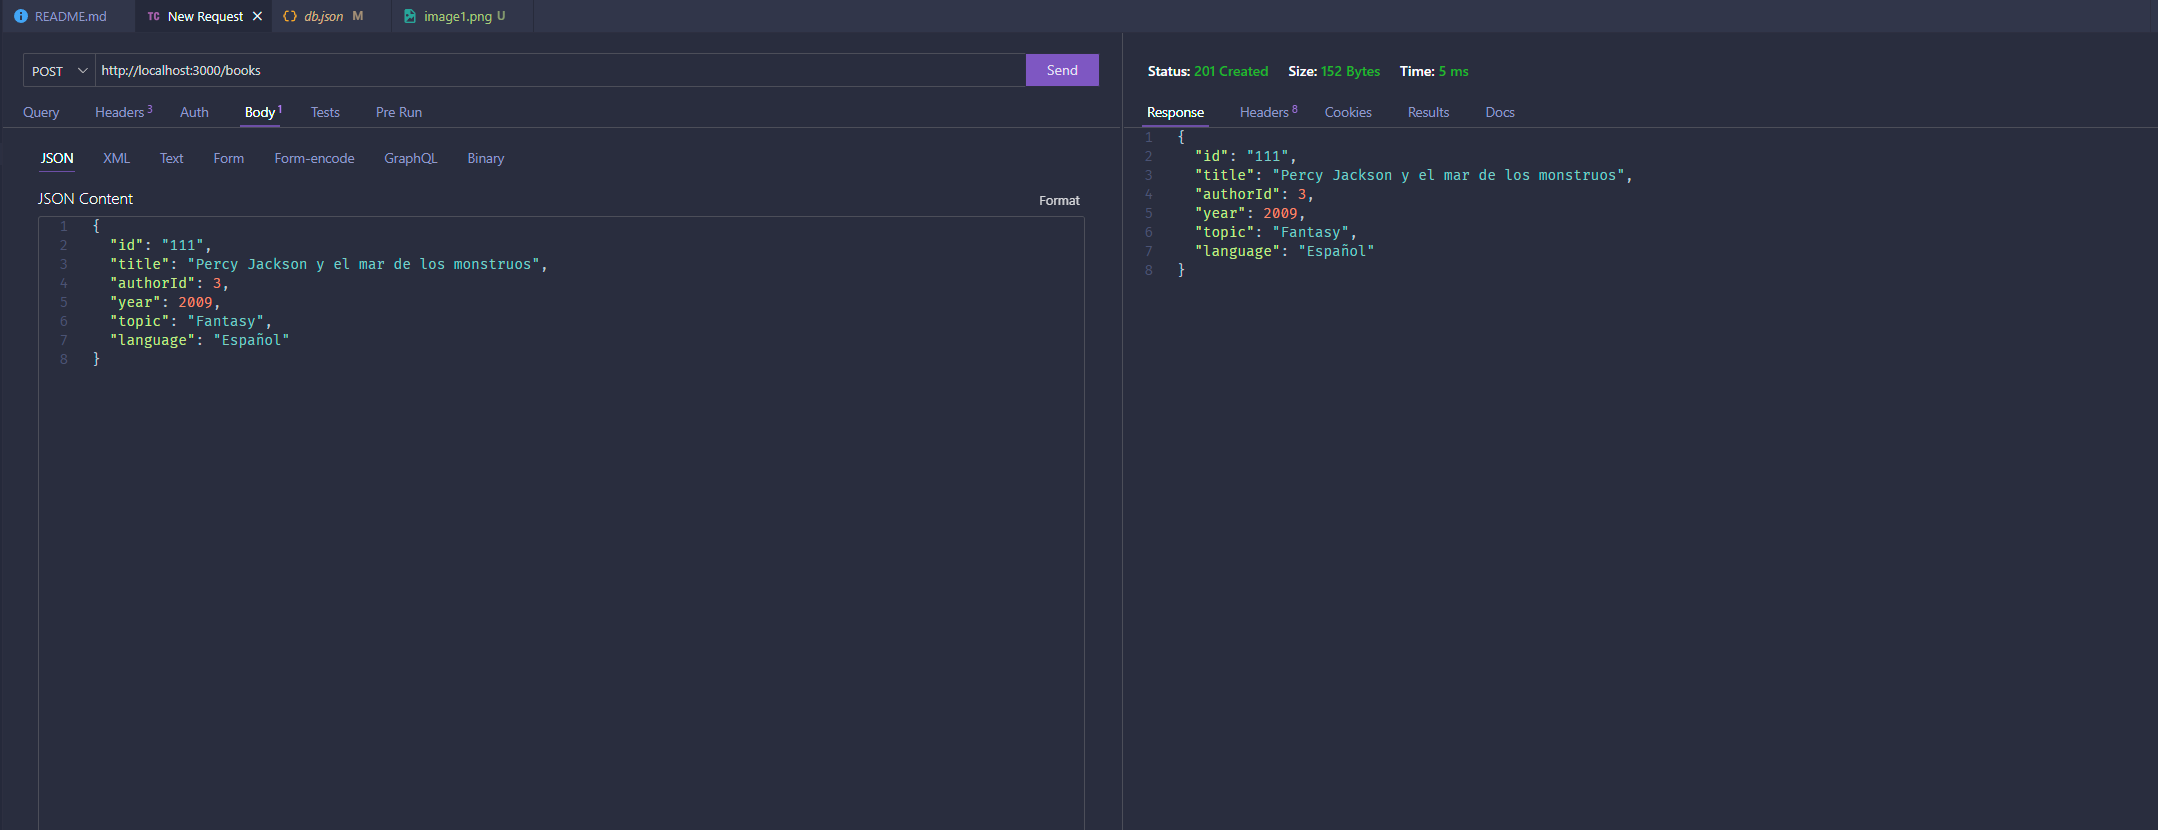 README.md
TC New Request
{} db.json M
image1.png U
POST http://localhost:3000/books Send
Query Headers 3 Auth Body 1 Tests Pre Run
JSON XML Text Form Form-encode GraphQL Binary
JSON Content
Format
1 {
2 "id": "111",
3 "title": "Percy Jackson y el mar de los monstruos",
4 "authorId": 3,
5 "year": 2009,
6 "topic": "Fantasy",
7 "language": "Español"
8 }
Status: 201 Created Size: 152 Bytes Time: 5 ms
Response Headers 8 Cookies Results Docs
1 {
2 "id": "111",
3 "title": "Percy Jackson y el mar de los monstruos",
4 "authorId": 3,
5 "year": 2009,
6 "topic": "Fantasy",
7 "language": "Español"
8 }